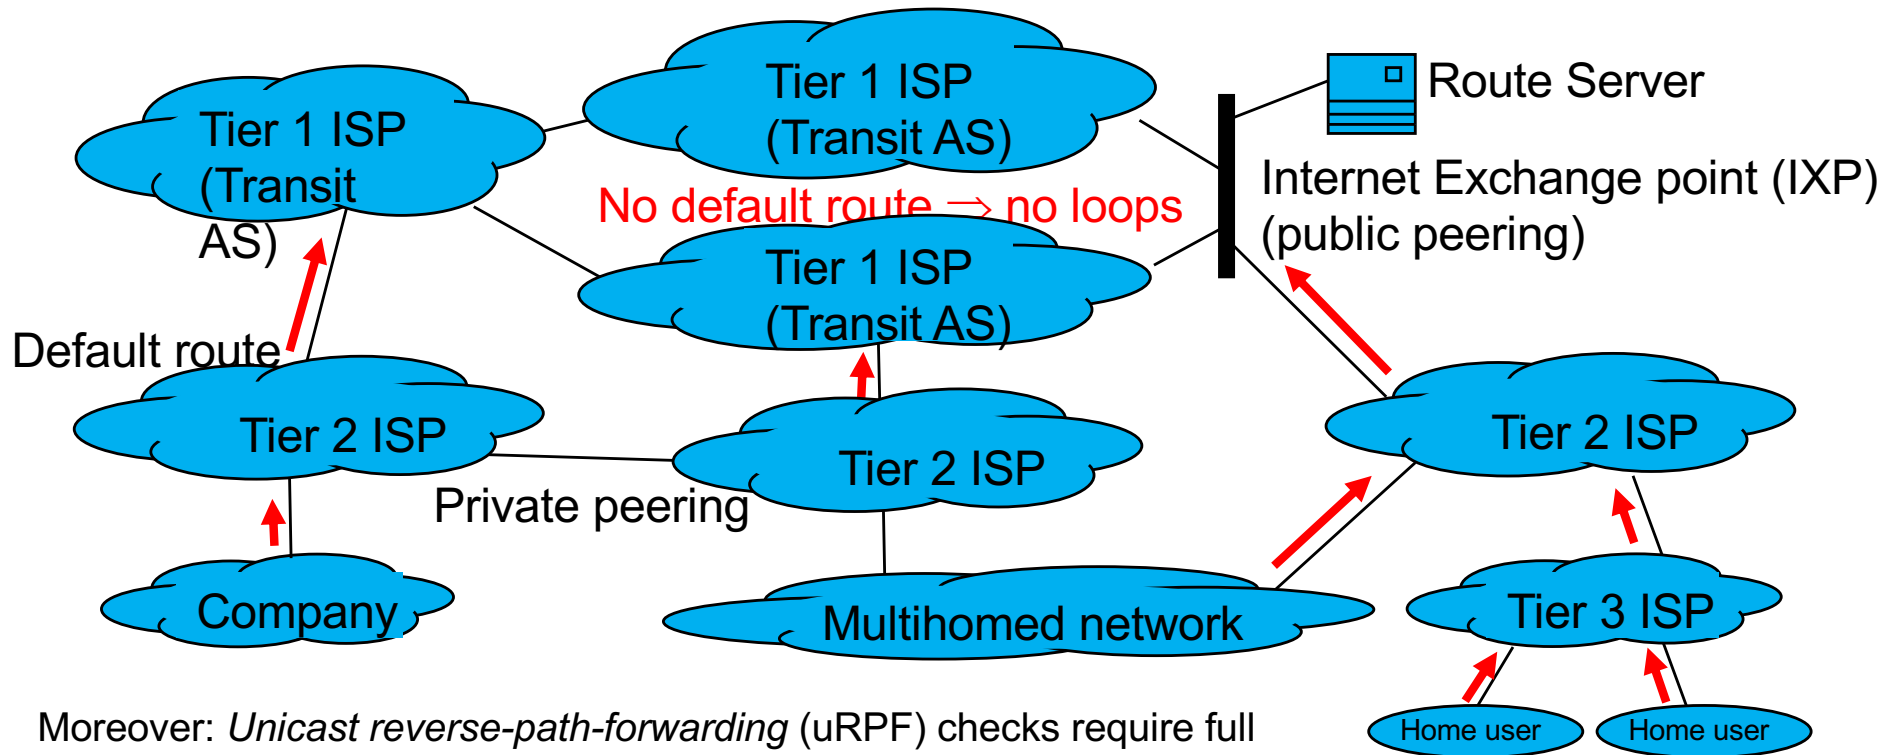 Tier 1 ISP
(Transit
AS)
Tier 1 ISP
(Transit AS)
Route Server
Internet Exchange point (IXP)
(public peering)
No default route → no loops
Tier 1 ISP
(Transit AS)
Default route
Tier 2 ISP
Private peering
Tier 2 ISP
Tier 2 ISP
Company
Multihomed network
Tier 3 ISP
Home user
Home user
Moreover: Unicast reverse-path-forwarding (uRPF) checks require full